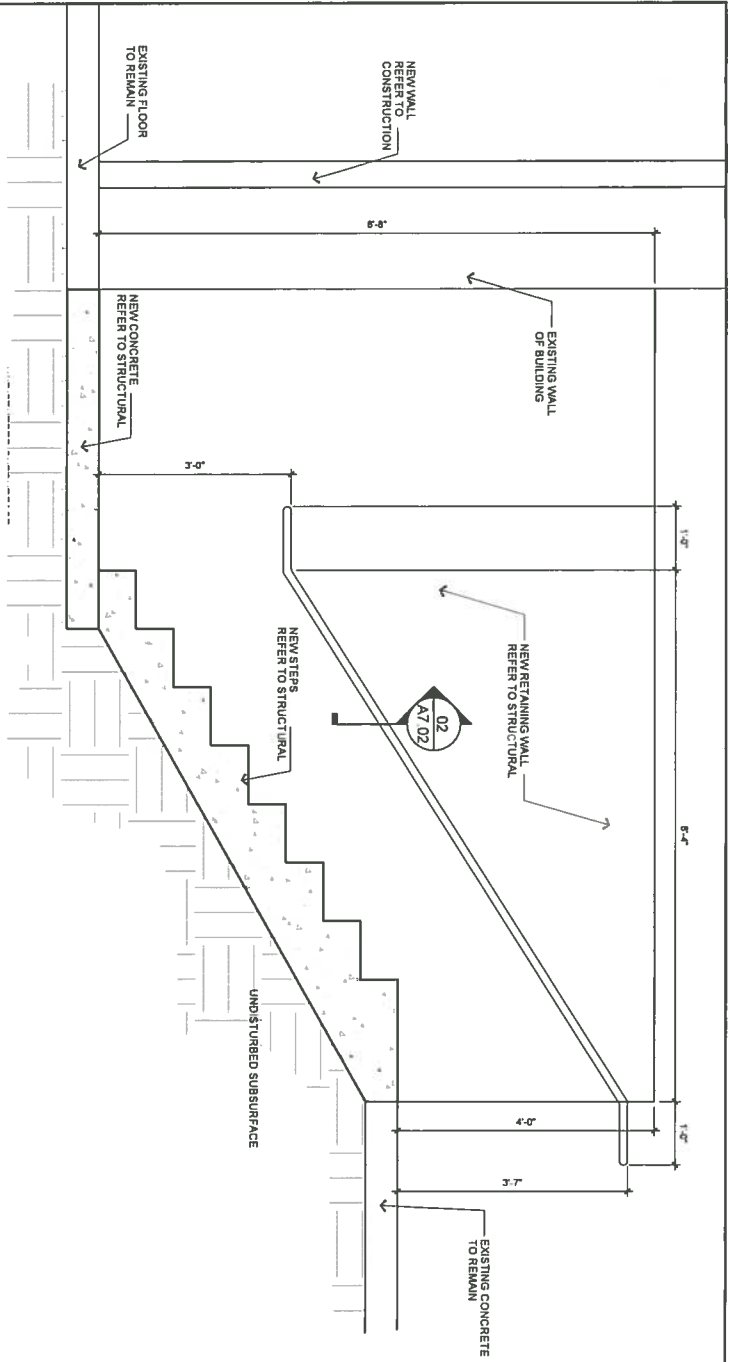 EXISTING FLOOR
TO REMAIN
NEW WALL
REFER TO
CONSTRUCTION
8'-8"
EXISTING WALL
OF BUILDING
NEW CONCRETE
REFER TO STRUCTURAL
3'-0"
1'-0"
NEW RETAINING WALL
REFER TO STRUCTURAL
NEW STEPS
REFER TO STRUCTURAL
02
A7.02
8'-4"
UNDISTURBED SUBSURFACE
4'-0"
1'-0"
3'-7"
EXISTING CONCRETE
TO REMAIN